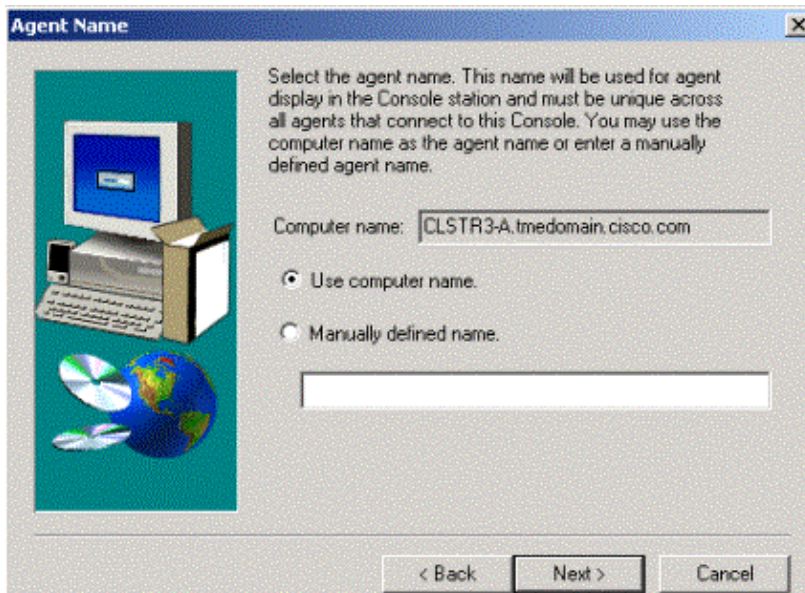 Agent Name
Select the agent name. This name will be used for agent
display in the Console station and must be unique across
all agents that connect to this Console. You may use the
computer name as the agent name or enter a manually
defined agent name.
Computer name: CLSTR3-A.tmedomain.cisco.com
Use computer name.
Manually defined name.
< Back Next > Cancel